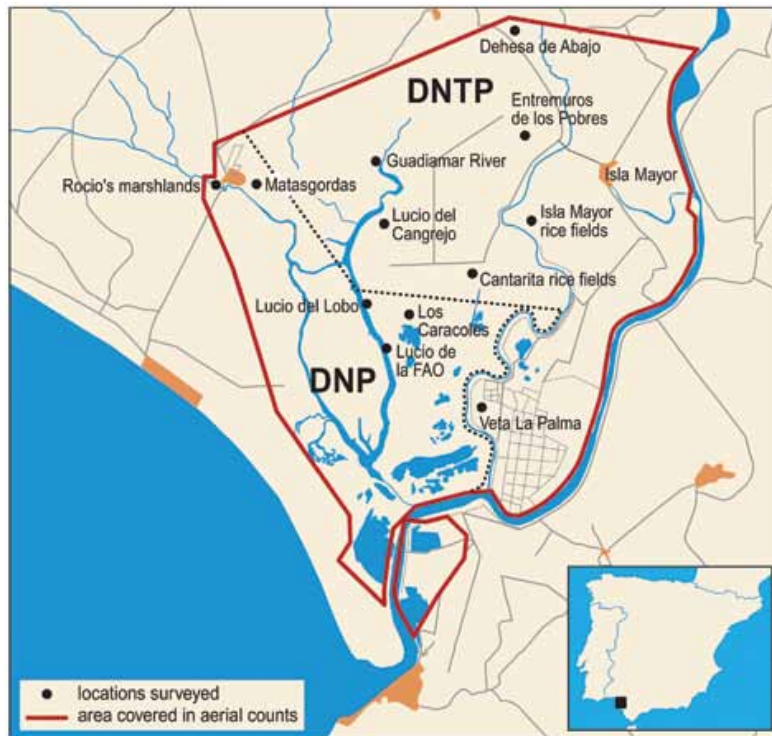 Dehesa de Abajo
DNTP
Entremuros
de los Pobres
Guadiamar River
Isla Mayor
Rocio's marshlands
Matasgordas
Lucio del
Cangrejo
Isla Mayor
rice fields
Cantarita rice fields
Lucio del Lobo
Los
Caracoles
Lucio de
la FAO
DNP
Veta La Palma
locations surveyed
area covered in aerial counts